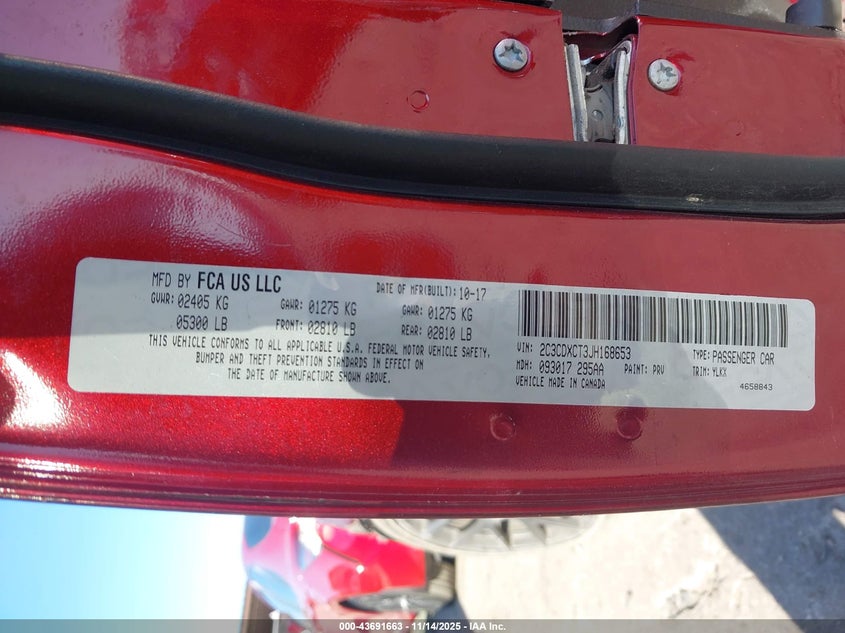 MFD BY FCA US LLC
DATE OF MFR(BUILT): 10-17
GVWR: 02405 KG
GAWR: 01275 KG
GAWR: 01275 KG
05300 LB
FRONT: 02810 LB
REAR: 02810 LB
THIS VEHICLE CONFORMS TO ALL APPLICABLE U.S.A. FEDERAL MOTOR VEHICLE SAFETY,
BUMPER AND THEFT PREVENTION STANDARDS IN EFFECT ON
THE DATE OF MANUFACTURE SHOWN ABOVE.
VIN: 2C3CDXCT3JH168653
TYPE: PASSENGER CAR
MDH: 093017 295AA
PAINT: PRV
TRIM: YLKX
VEHICLE MADE IN CANADA
4658843
000-43691663 - 11/14/2025 - IAA Inc.